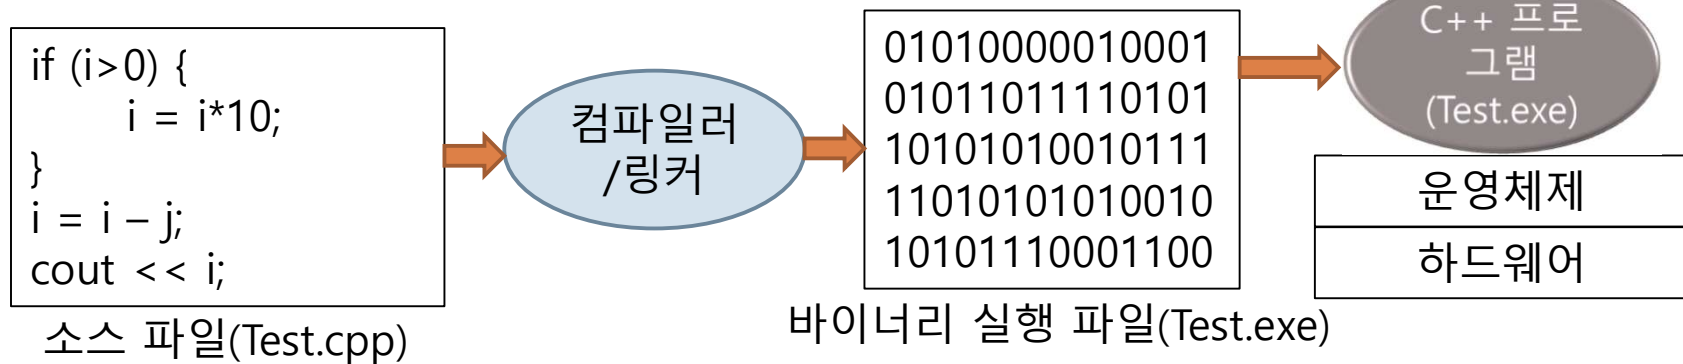 if (i>0) {
i = i*10;
}
i = i – j;
cout << i;
소스 파일(Test.cpp)
컴파일러
/링커
01010000010001
01011011110101
10101010010111
11010101010010
10101110001100
바이너리 실행 파일(Test.exe)
C++ 프로
그램
(Test.exe)
운영체제
하드웨어